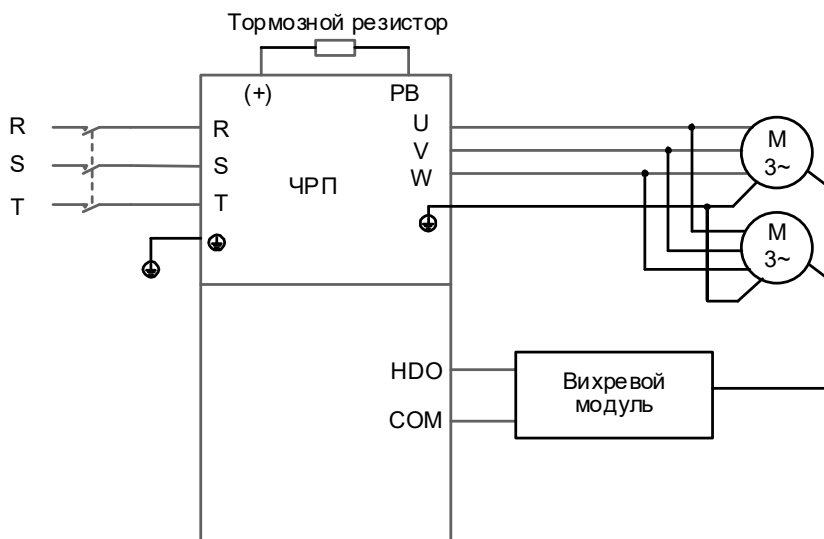 Тормозной резистор
(+)
PB
R
S
T
R
S
T
ЧРП
U
V
W
M
3~
M
3~
HDO
COM
Вихревой
модуль